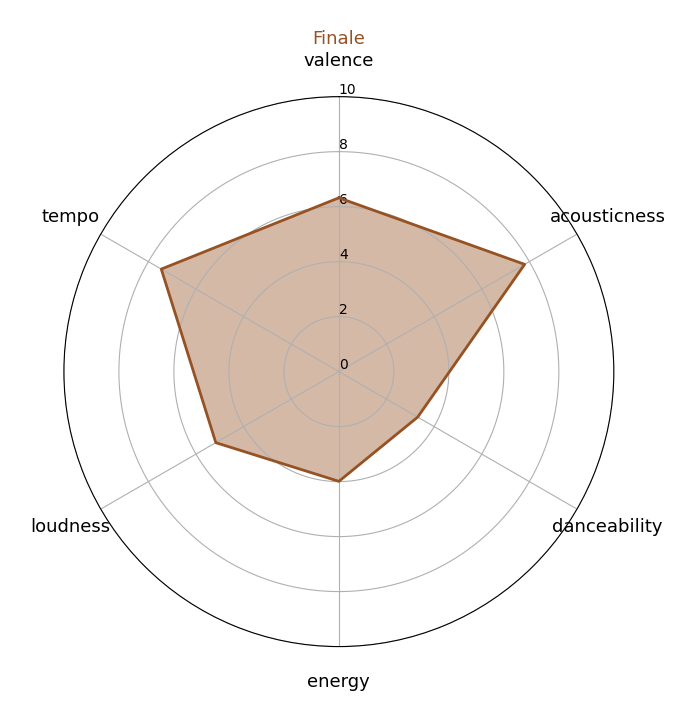 Finale
valence
10
8
tempo
6
acousticness
4
2
0
loudness
danceability
energy